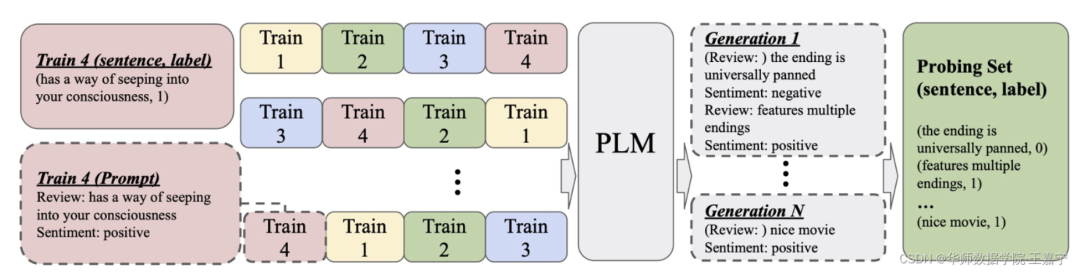 Train 4 (sentence, label)
(has a way of seeping into
your consciousness, 1)
Train 4 (Prompt)
Review: has a way of seeping
into your consciousness
Sentiment: positive
Train 1
Train 2
Train 3
Train 4
Train 3
Train 4
Train 2
Train 1
Train 4
Train 1
Train 2
Train 3
PLM
Generation 1
(Review: ) the ending is
universally panned
Sentiment: negative
Review: features multiple
endings
Sentiment: positive
Generation N
(Review: ) nice movie
Sentiment: positive
Probing Set
(sentence, label)
(the ending is
universally panned, 0)
(features multiple
endings, 1)
...
(nice movie, 1)
CSDN @华师数据学院·王嘉宁